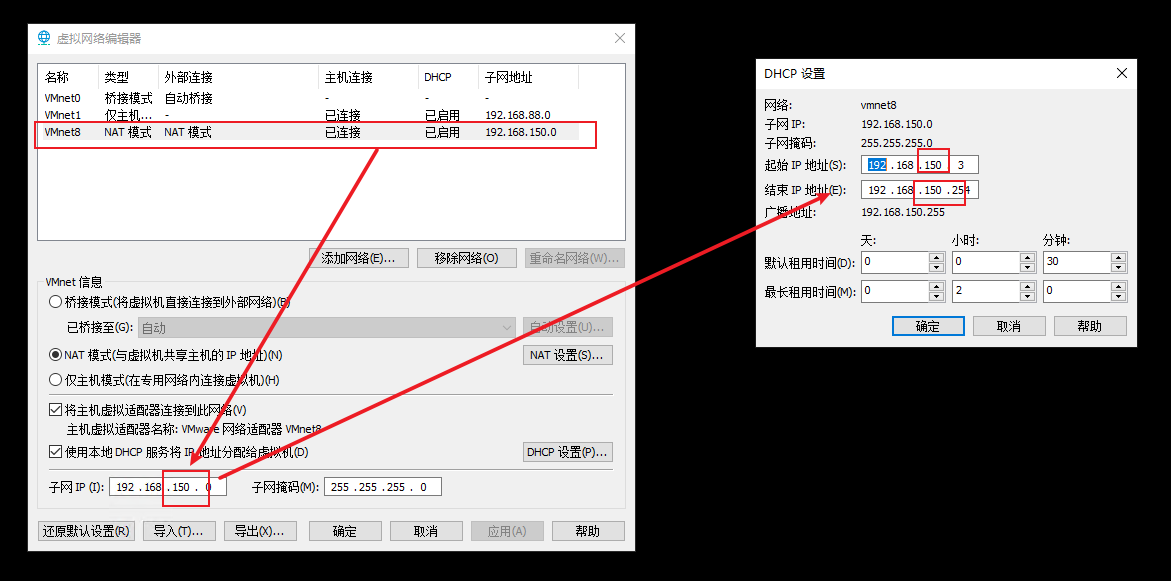 虚拟网络编辑器
名称 类型 外部连接 主机连接 DHCP 子网地址
VMnet0 桥接模式 自动桥接 - - -
VMnet1 仅主机... - 已连接 已启用 192.168.88.0
VMnet8 NAT 模式 NAT 模式 已连接 已启用 192.168.150.0
添加网络(E)... 移除网络(O) 重命名网络(W)...
VMnet 信息
桥接模式(将虚拟机直接连接到外部网络)(B)
已桥接至(G): 自动 自动设置(U)...
NAT 模式(与虚拟机共享主机的 IP 地址)(N) NAT 设置(S)...
仅主机模式(在专用网络内连接虚拟机)(H)
将主机虚拟适配器连接到此网络(V)
主机虚拟适配器名称: VMware 网络适配器 VMnet8
使用本地 DHCP 服务将 IP 地址分配给虚拟机(D) DHCP 设置(P)...
子网 IP (I): 192 .168 .150 . 0 子网掩码(M): 255 .255 .255 . 0
还原默认设置(R) 导入(T)... 导出(X)... 确定 取消 应用(A) 帮助
DHCP 设置
网络: vmnet8
子网 IP: 192.168.150.0
子网掩码: 255.255.255.0
起始 IP 地址(S): 192 .168 .150 3
结束 IP 地址(E): 192 .168 .150 .254
广播地址: 192.168.150.255
天: 小时: 分钟:
默认租用时间(D): 0 0 30
最长租用时间(M): 0 2 0
确定 取消 帮助